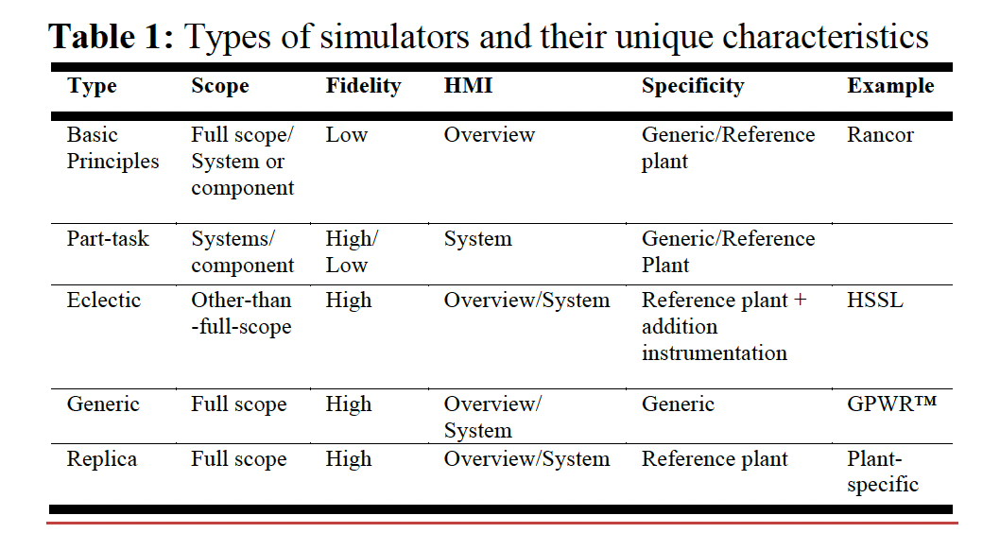 Table 1: Types of simulators and their unique characteristics
Type Scope Fidelity HMI Specificity Example
Basic Full scope/ Low Overview Generic/Reference Rancor
Principles System or plant
component
Part-task Systems/ High/ System Generic/Reference
component Low Plant
Eclectic Other-than High Overview/System Reference plant + HSSL
-full-scope addition
instrumentation
Generic Full scope High Overview/ Generic GPWR™
System
Replica Full scope High Overview/System Reference plant Plant-
specific